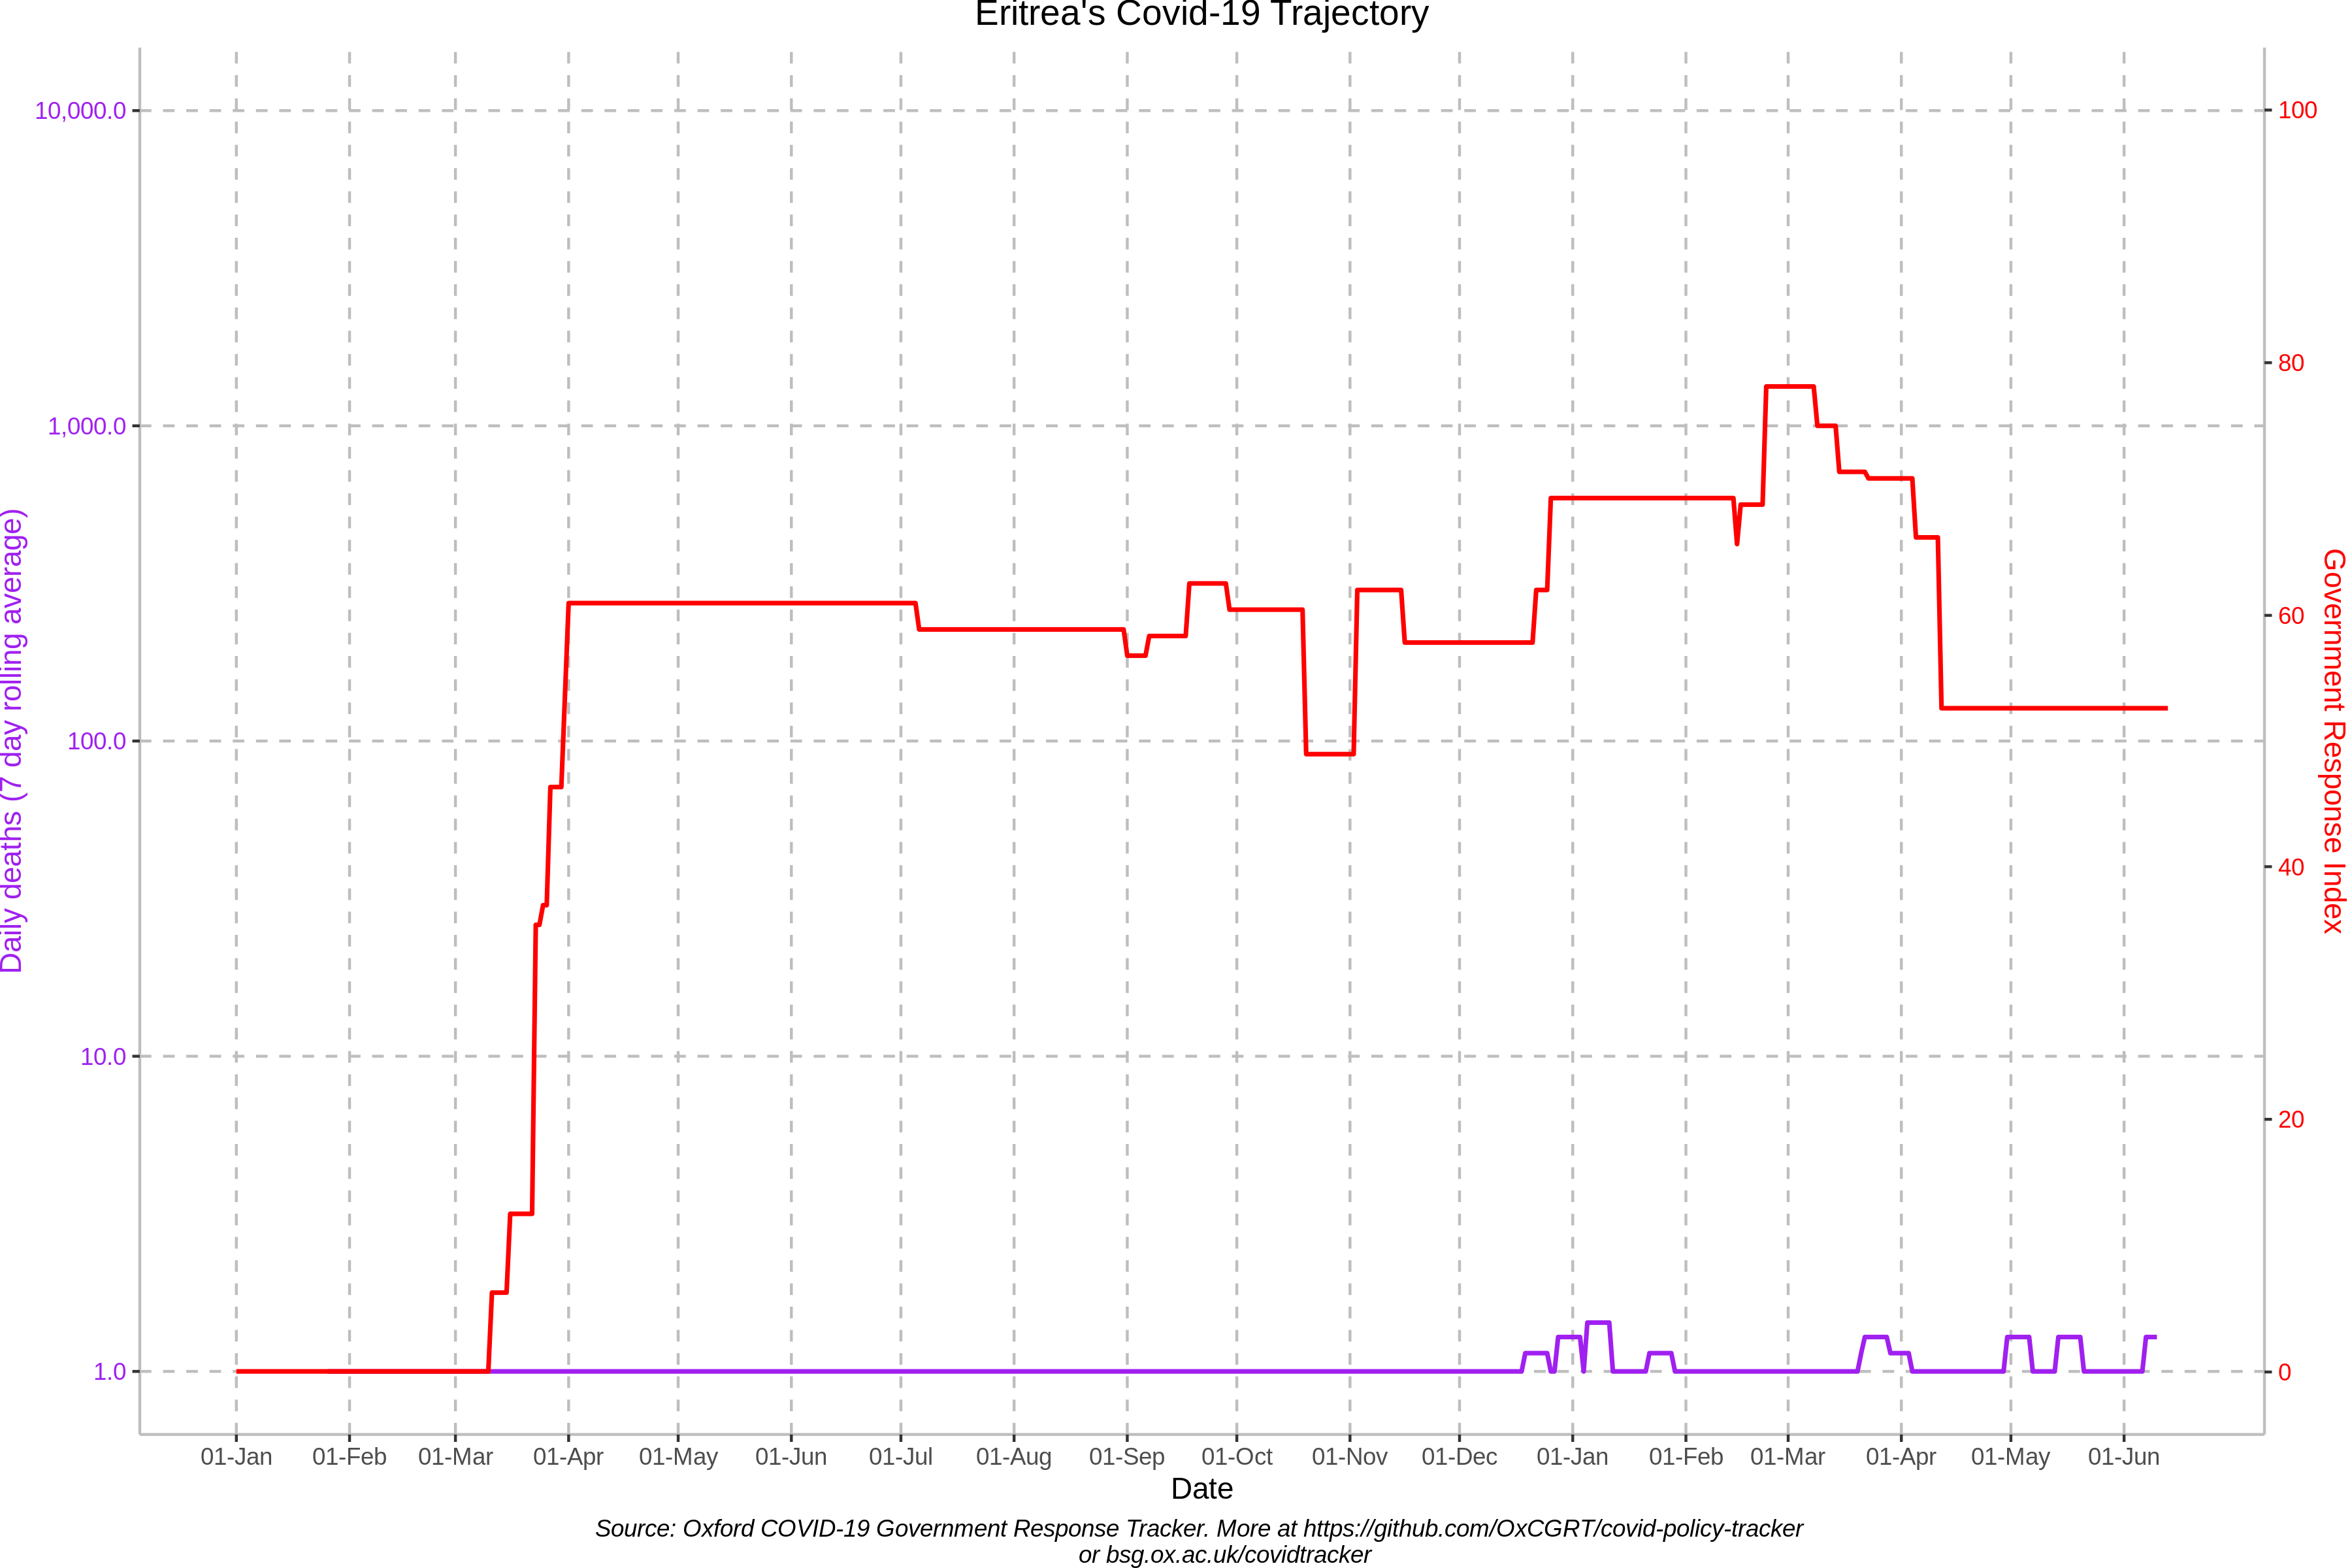 Eritrea's Covid-19 Trajectory
10,000.0
1,000.0
100.0
10.0
1.0
Daily deaths (7 day rolling average)
100
80
60
40
20
0
Government Response Index
01-Jan 01-Feb 01-Mar 01-Apr 01-May 01-Jun 01-Jul 01-Aug 01-Sep 01-Oct 01-Nov 01-Dec 01-Jan 01-Feb 01-Mar 01-Apr 01-May 01-Jun
Date
Source: Oxford COVID-19 Government Response Tracker. More at https://github.com/OxCGRT/covid-policy-tracker
or bsg.ox.ac.uk/covidtracker